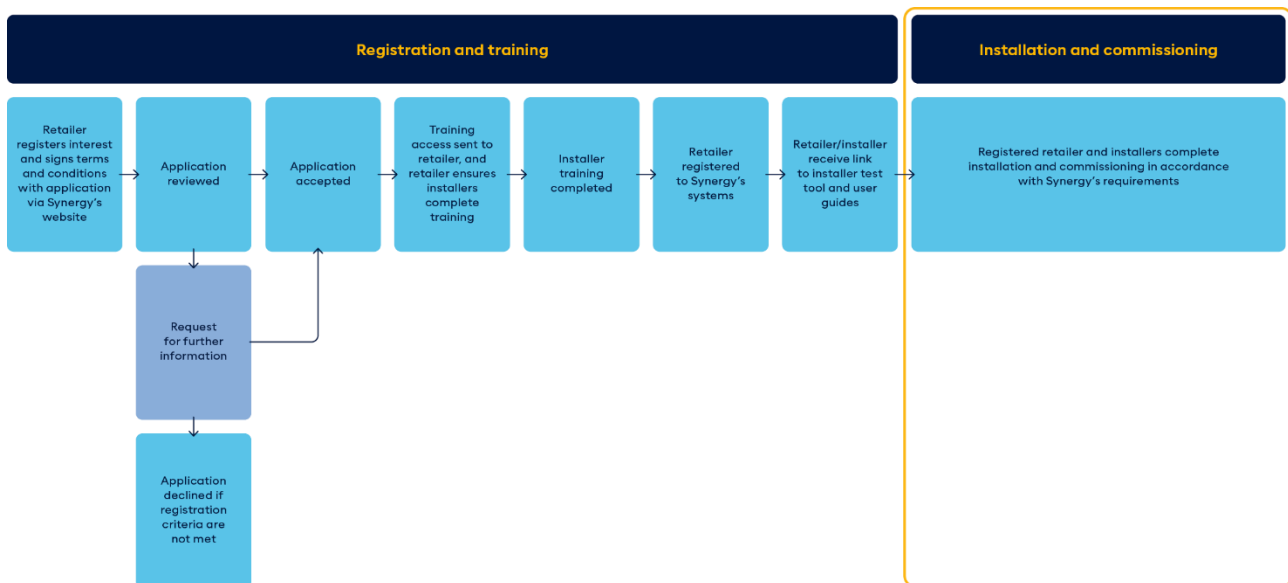 Registration and training
Installation and commissioning
Retailer
registers interest
and signs terms
and conditions
with application
via Synergy's
website
Application
reviewed
Application
accepted
Training
access sent to
retailer, and
retailer ensures
installers
complete
training
Installer
training
completed
Retailer
registered
to Synergy's
systems
Retailer/installer
receive link
to installer test
tool and user
guides
Registered retailer and installers complete
installation and commissioning in accordance
with Synergy's requirements
Request
for further
information
Application
declined if
registration
criteria are
not met